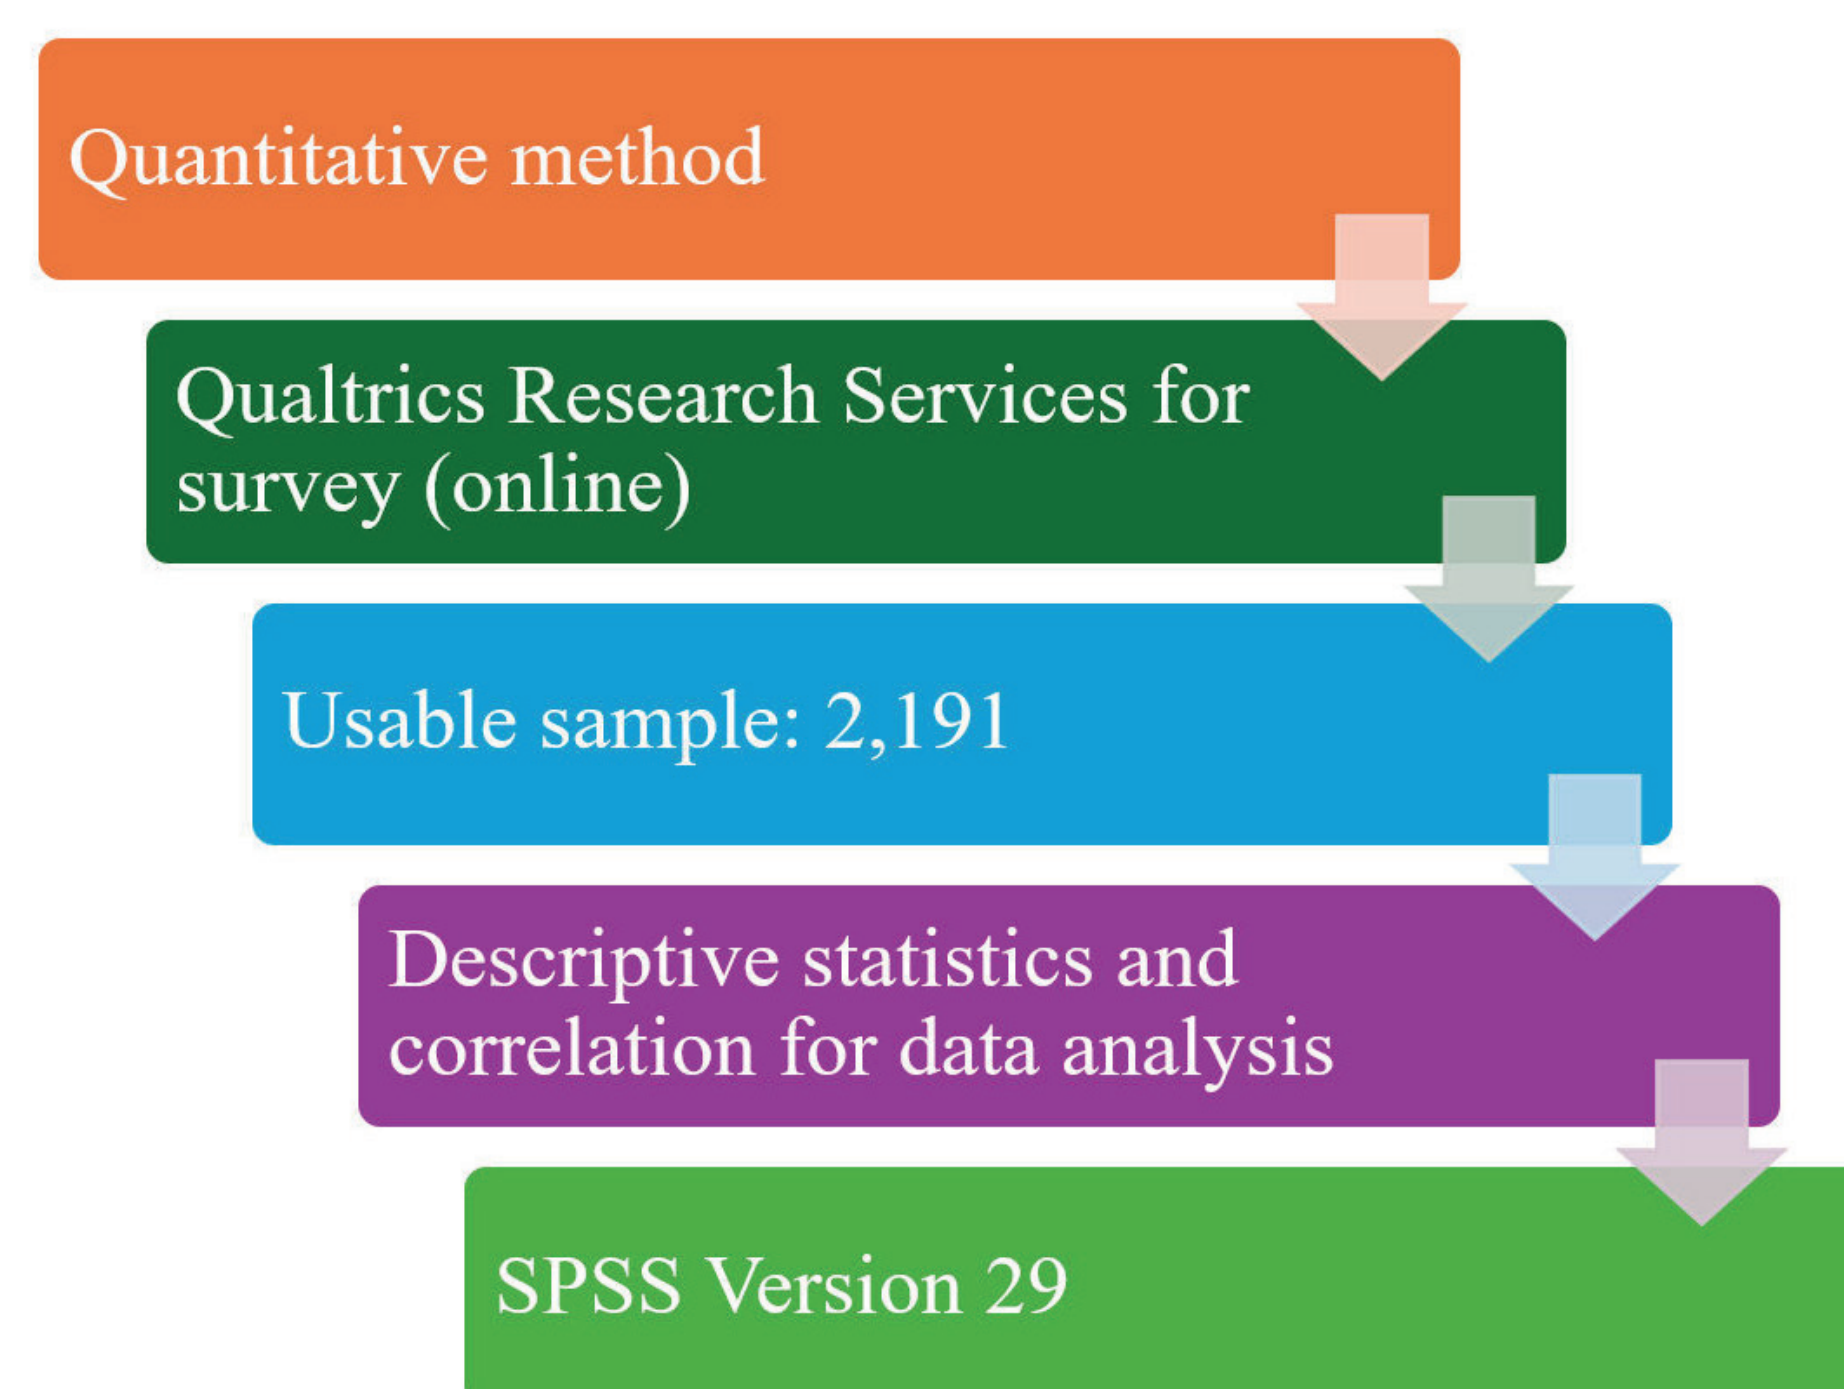 Quantitative method
Qualtrics Research Services for
survey (online)
Usable sample: 2,191
Descriptive statistics and
correlation for data analysis
SPSS Version 29